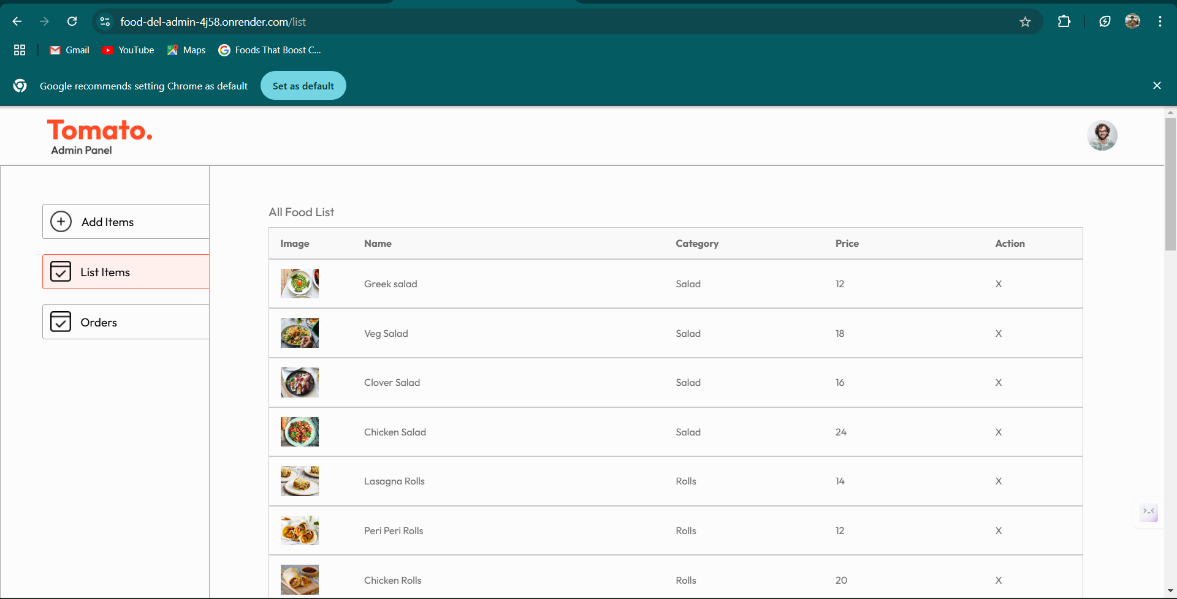 food-del-admin-4j58.onrender.com/list
Gmail YouTube Maps Foods That Boost C...
Google recommends setting Chrome as default Set as default
Tomato.
Admin Panel
Add Items
List Items
Orders
All Food List
Image Name Category Price Action
Greek salad Salad 12 X
Veg Salad Salad 18 X
Clover Salad Salad 16 X
Chicken Salad Salad 24 X
Lasagna Rolls Rolls 14 X
Peri Peri Rolls Rolls 12 X
Chicken Rolls Rolls 20 X